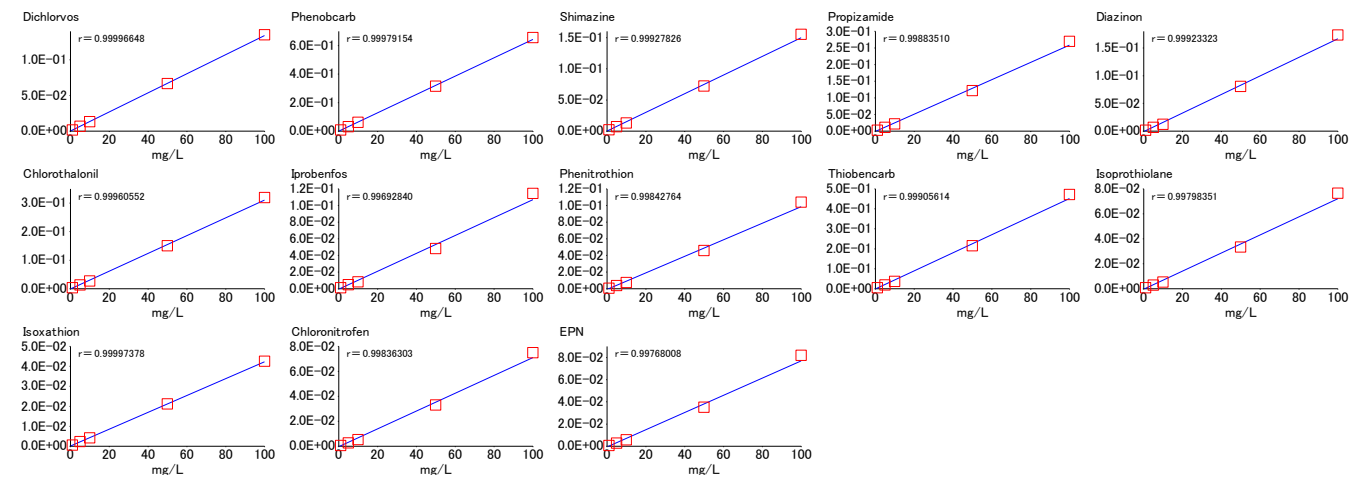 Dichlorvos
r＝0.99996648
1.0E−01
5.0E−02
0.0E+00
0 20 40 60 80 100
mg/L
Phenobcarb
r＝0.99979154
6.0E−01
4.0E−01
2.0E−01
0.0E+00
0 20 40 60 80 100
mg/L
Shimazine
r＝0.99927826
1.5E−01
1.0E−01
5.0E−02
0.0E+00
0 20 40 60 80 100
mg/L
Propizamide
r＝0.99883510
3.0E−01
2.5E−01
2.0E−01
1.5E−01
1.0E−01
5.0E−02
0.0E+00
0 20 40 60 80 100
mg/L
Diazinon
r＝0.99923323
1.5E−01
1.0E−01
5.0E−02
0.0E+00
0 20 40 60 80 100
mg/L
Chlorothalonil
r＝0.99960552
3.0E−01
2.0E−01
1.0E−01
0.0E+00
0 20 40 60 80 100
mg/L
Iprobenfos
r＝0.99692840
1.2E−01
1.0E−01
8.0E−02
6.0E−02
4.0E−02
2.0E−02
0.0E+00
0 20 40 60 80 100
mg/L
Phenitrothion
r＝0.99842764
1.2E−01
1.0E−01
8.0E−02
6.0E−02
4.0E−02
2.0E−02
0.0E+00
0 20 40 60 80 100
mg/L
Thiobencarb
r＝0.99905614
5.0E−01
4.0E−01
3.0E−01
2.0E−01
1.0E−01
0.0E+00
0 20 40 60 80 100
mg/L
Isoprothiolane
r＝0.99798351
8.0E−02
6.0E−02
4.0E−02
2.0E−02
0.0E+00
0 20 40 60 80 100
mg/L
Isoxathion
r＝0.99997378
5.0E−02
4.0E−02
3.0E−02
2.0E−02
1.0E−02
0.0E+00
0 20 40 60 80 100
mg/L
Chloronitrofen
r＝0.99836303
8.0E−02
6.0E−02
4.0E−02
2.0E−02
0.0E+00
0 20 40 60 80 100
mg/L
EPN
r＝0.99768008
8.0E−02
6.0E−02
4.0E−02
2.0E−02
0.0E+00
0 20 40 60 80 100
mg/L